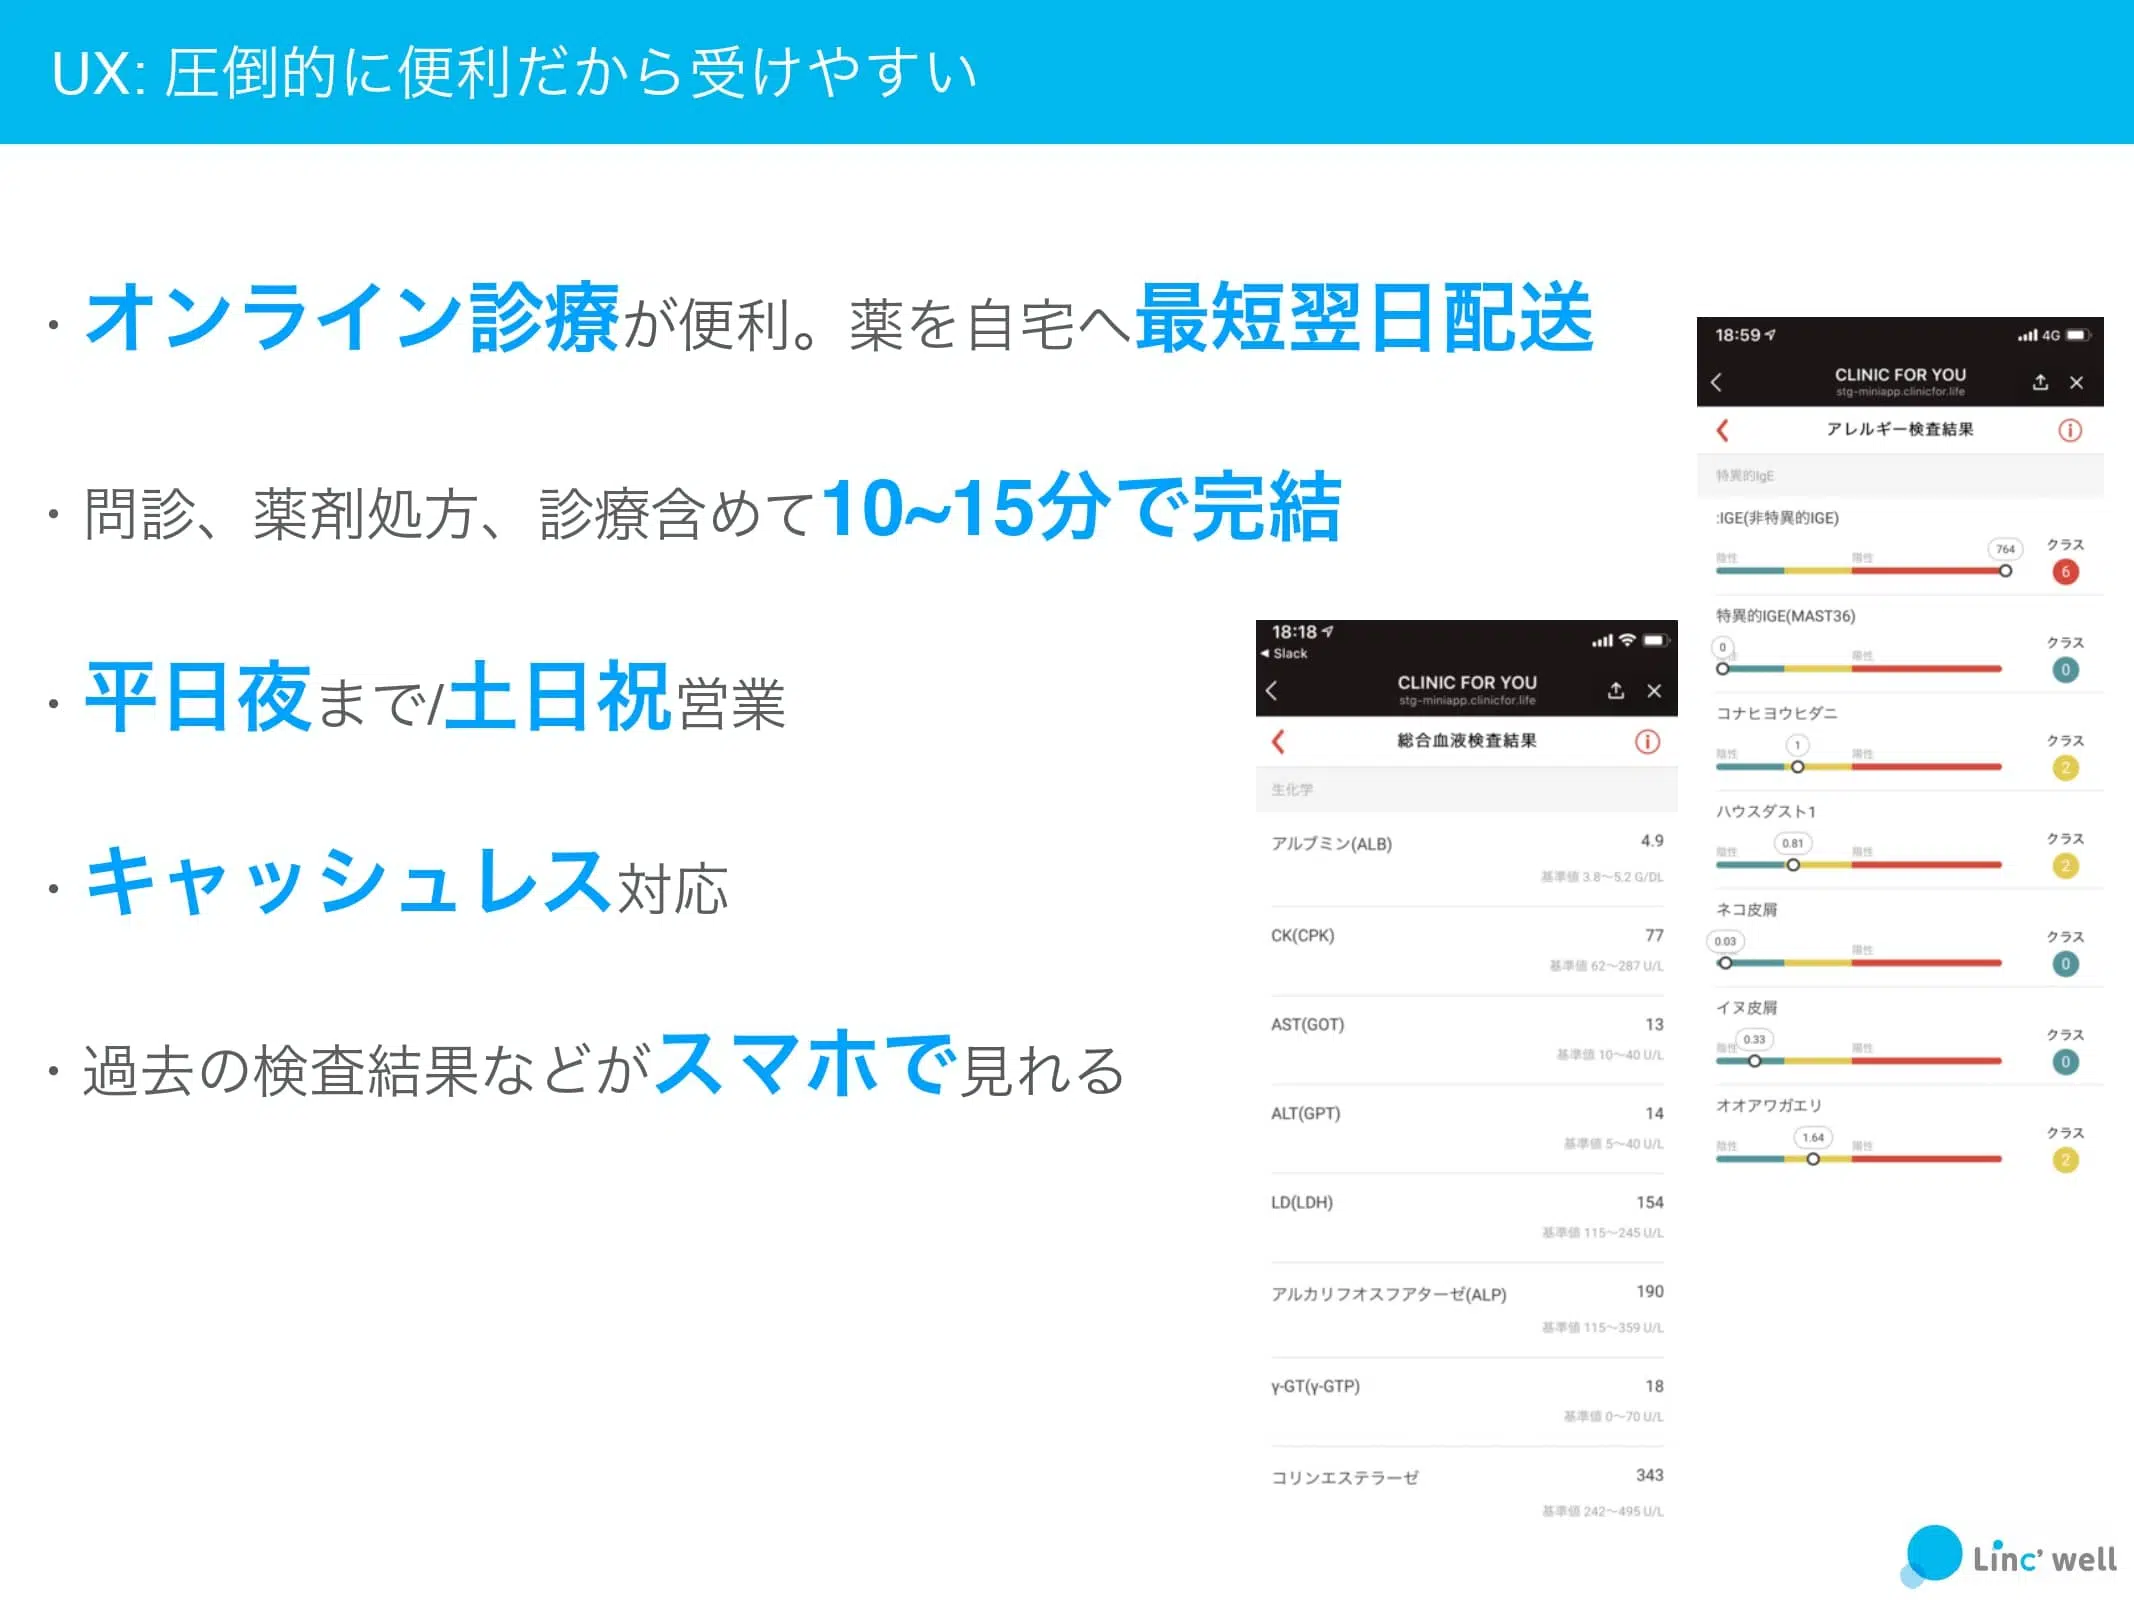 UX: 圧倒的に便利だから受けやすい
・オンライン診療が便利。薬を自宅へ最短翌日配送
・問診、薬剤処方、診療含めて10~15分で完結
・平日夜まで/土日祝営業
・キャッシュレス対応
・過去の検査結果などがスマホで見れる
18:18
◀ Slack
CLINIC FOR YOU
stg-miniapp.clinicfor.life
総合血液検査結果
生化学
アルブミン(ALB) 4.9
基準値 3.8〜5.2 G/DL
CK(CPK) 77
基準値 62〜287 U/L
AST(GOT) 13
基準値 10〜40 U/L
ALT(GPT) 14
基準値 5〜40 U/L
LD(LDH) 154
基準値 115〜245 U/L
アルカリフオスフアターゼ(ALP) 190
基準値 115〜359 U/L
γ-GT(γ-GTP) 18
基準値 0〜70 U/L
コリンエステラーゼ 343
基準値 242〜495 U/L
18:59 4G
CLINIC FOR YOU
stg-miniapp.clinicfor.life
アレルギー検査結果
特異的IgE
:IGE(非特異的IGE)
陰性 陽性 764 クラス
6
特異的IGE(MAST36)
0 陽性 クラス
0
コナヒヨウヒダニ
陰性 1 陽性 クラス
2
ハウスダスト1
陰性 0.81 陽性 クラス
2
ネコ皮屑
0.03 陽性 クラス
0
イヌ皮屑
陰性 0.33 陽性 クラス
0
オオアワガエリ
陰性 1.64 陽性 クラス
2
Linc' well